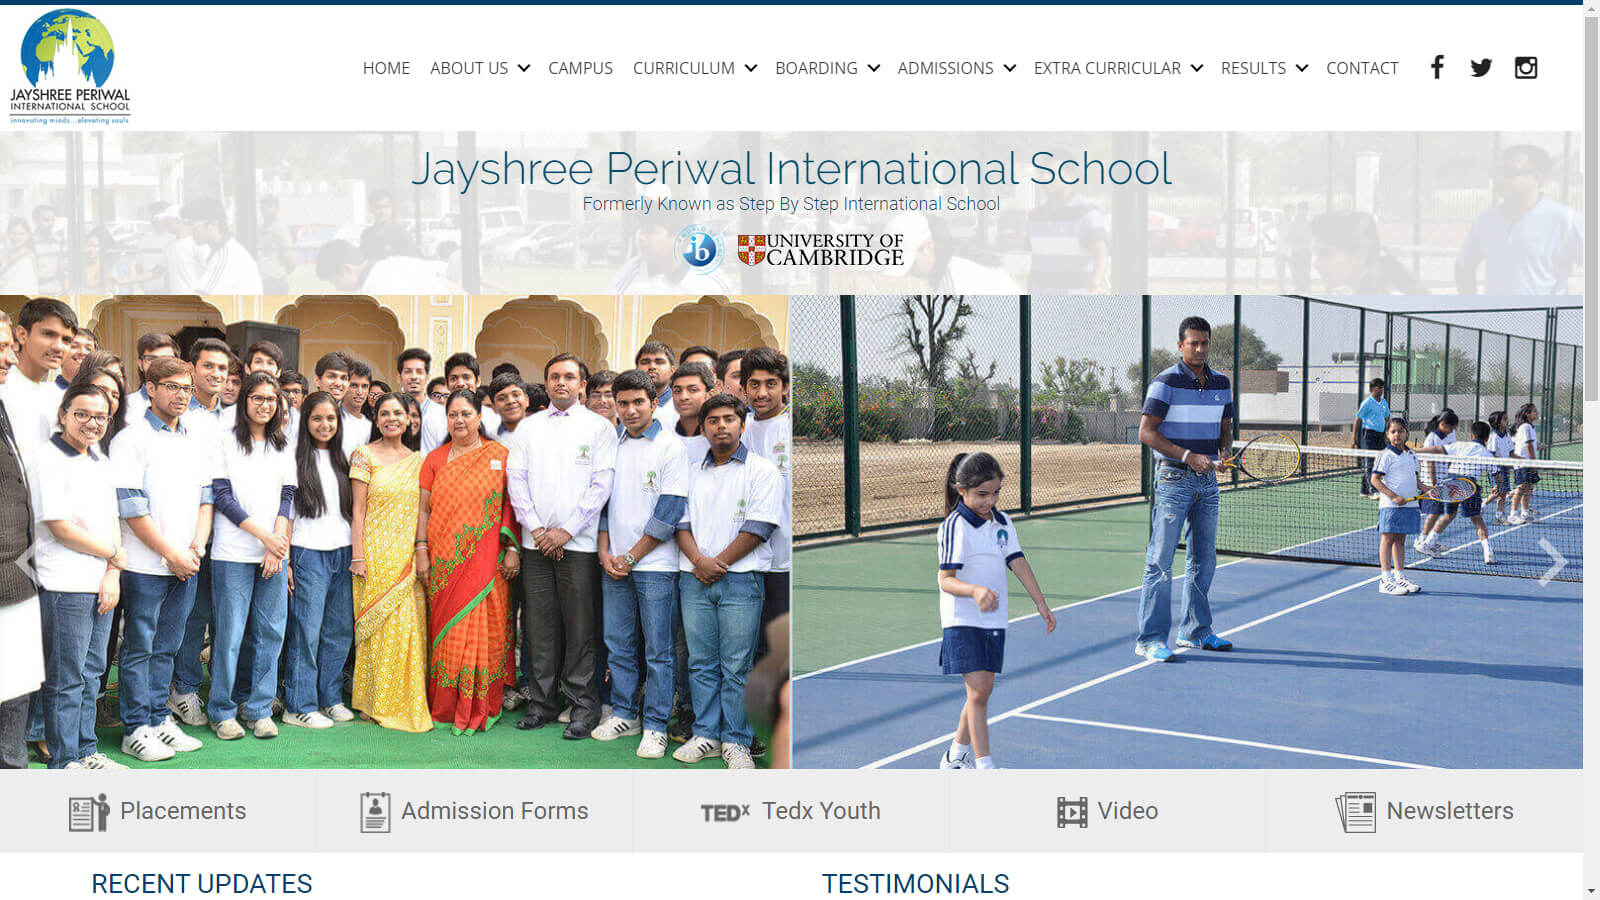 JAYSHREE PERIWAL
INTERNATIONAL SCHOOL
innovating minds...elevating souls
HOME ABOUT US CAMPUS CURRICULUM BOARDING ADMISSIONS EXTRA CURRICULAR RESULTS CONTACT
Jayshree Periwal International School
Formerly Known as Step By Step International School
ib
UNIVERSITY OF
CAMBRIDGE
Placements
Admission Forms
TEDx Tedx Youth
Video
Newsletters
RECENT UPDATES
TESTIMONIALS